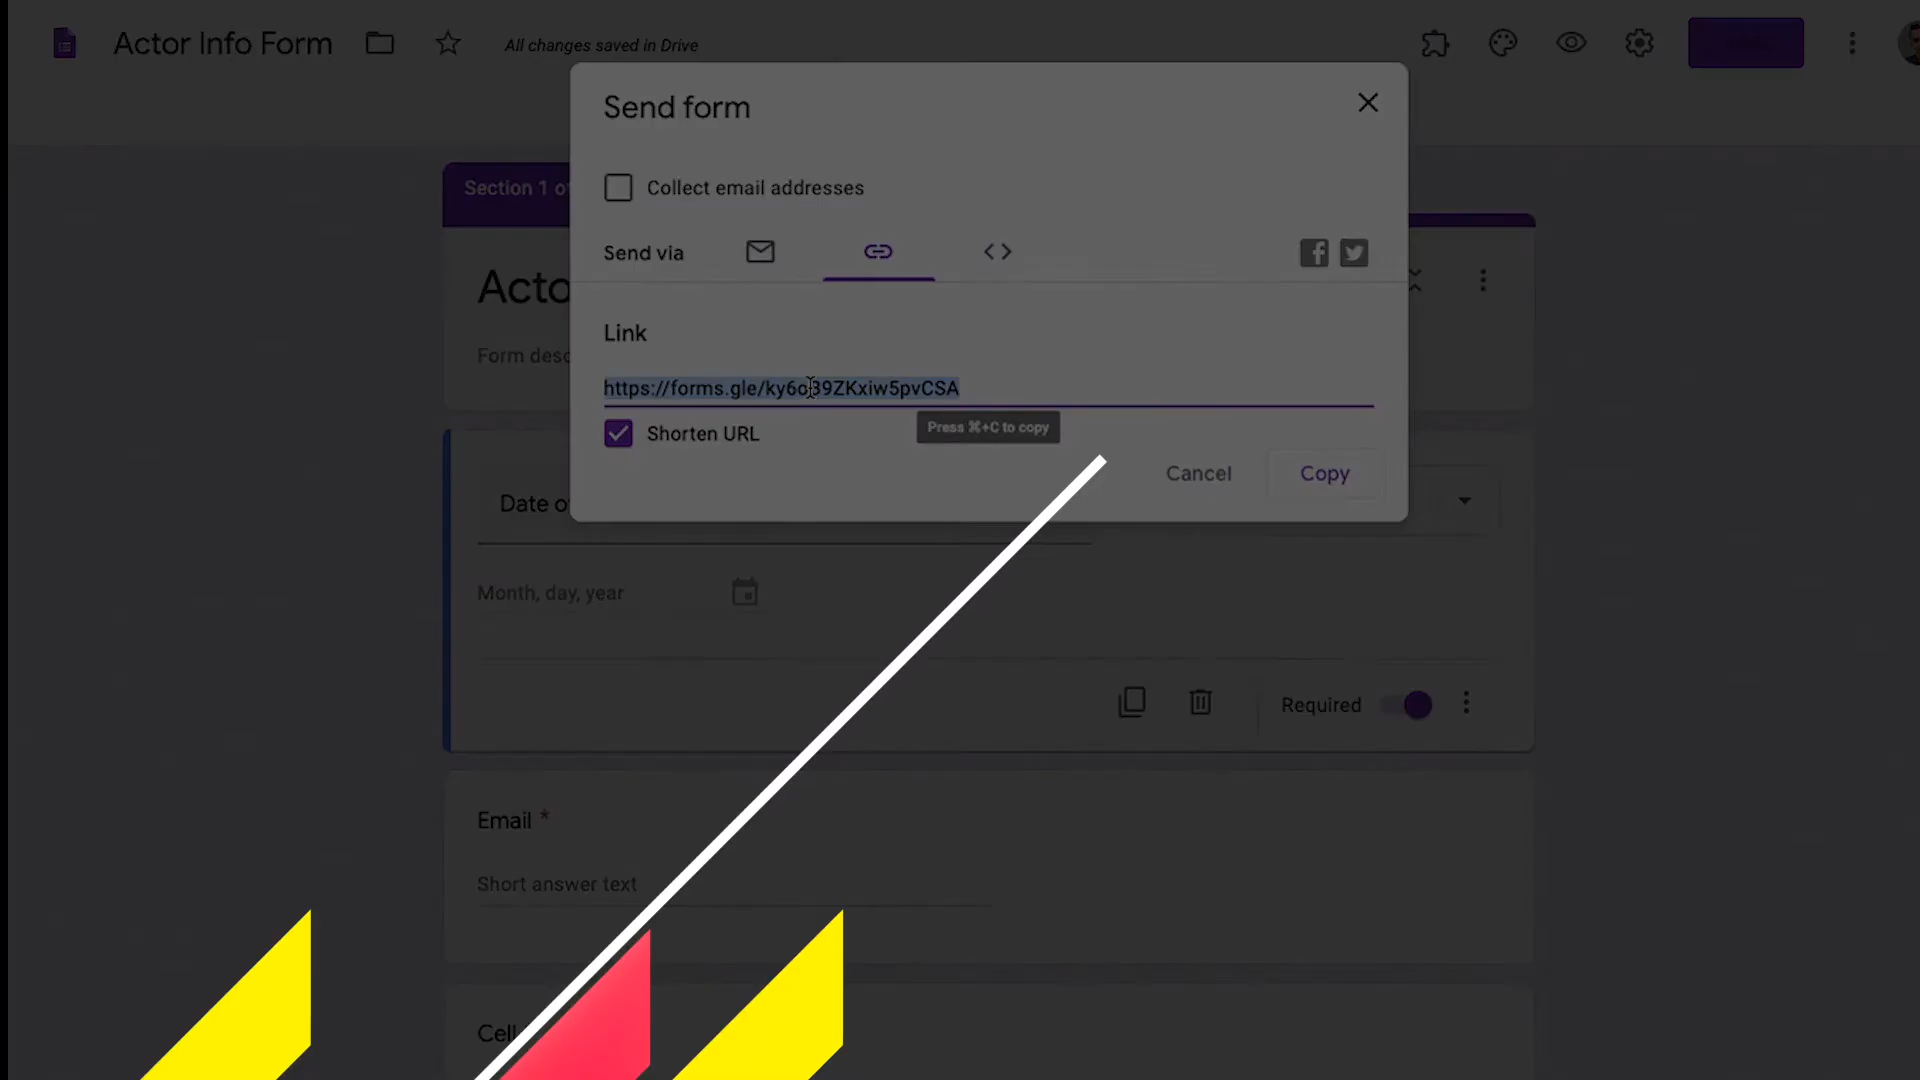 Actor Info Form
All changes saved in Drive
Send form
Collect email addresses
Section 1
Send via
Acto
Form desc
Link
https://forms.gle/ky6o39ZKxiw5pvCSA
Press ⌘+C to copy
Shorten URL
Cancel
Copy
Date o
Month, day, year
Required
Email *
Short answer text
Cell